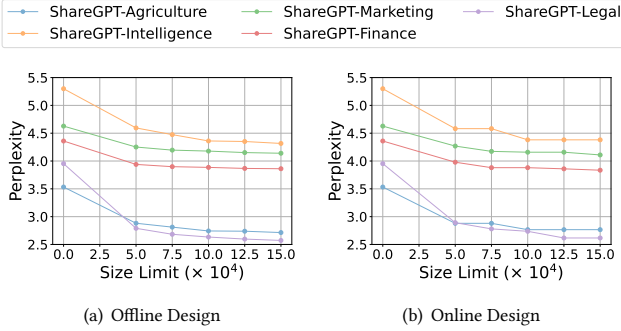 ShareGPT-Agriculture
ShareGPT-Marketing
ShareGPT-Legal
ShareGPT-Intelligence
ShareGPT-Finance
5.5
5.0
4.5
4.0
3.5
3.0
2.5
Perplexity
0.0 2.5 5.0 7.5 10.0 12.5 15.0
Size Limit (× 10⁴)
(a) Offline Design
5.5
5.0
4.5
4.0
3.5
3.0
2.5
Perplexity
0.0 2.5 5.0 7.5 10.0 12.5 15.0
Size Limit (× 10⁴)
(b) Online Design